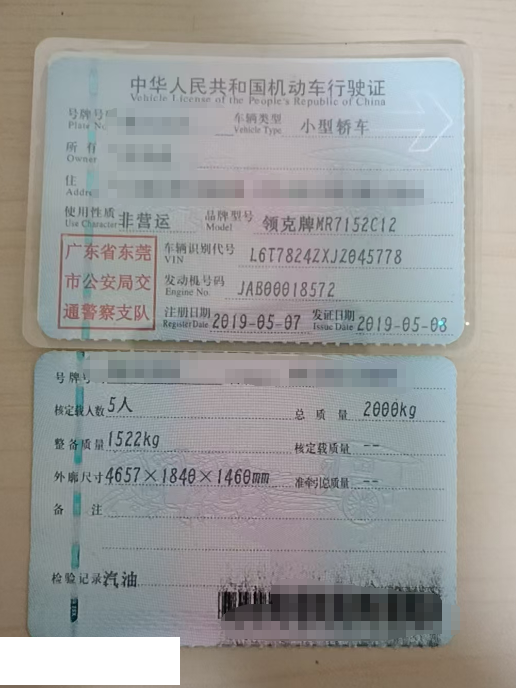 中华人民共和国机动车行驶证
Vehicle License of the People's Republic of China
号牌号 车辆类型 小型轿车
Plate No Vehicle Type
所 有
Owner
住
Addr
使用性质 非营运 品牌型号 领克牌MR7152C12
Use Character Model
广东省东莞
市公安局交
通警察支队
车辆识别代号 L6T7824ZXJZ045778
VIN
发动机号码 JAB00018572
Engine No.
注册日期 2019-05-07 发证日期 2019-05-08
Register Date Issue Date
号牌号
核定载人数 5人 总 质 量 2000kg
整备质量 1522kg 核定载质量 --
外廓尺寸 4657×1840×1460mm 准牵引总质量 --
备 注
检验记录 汽油